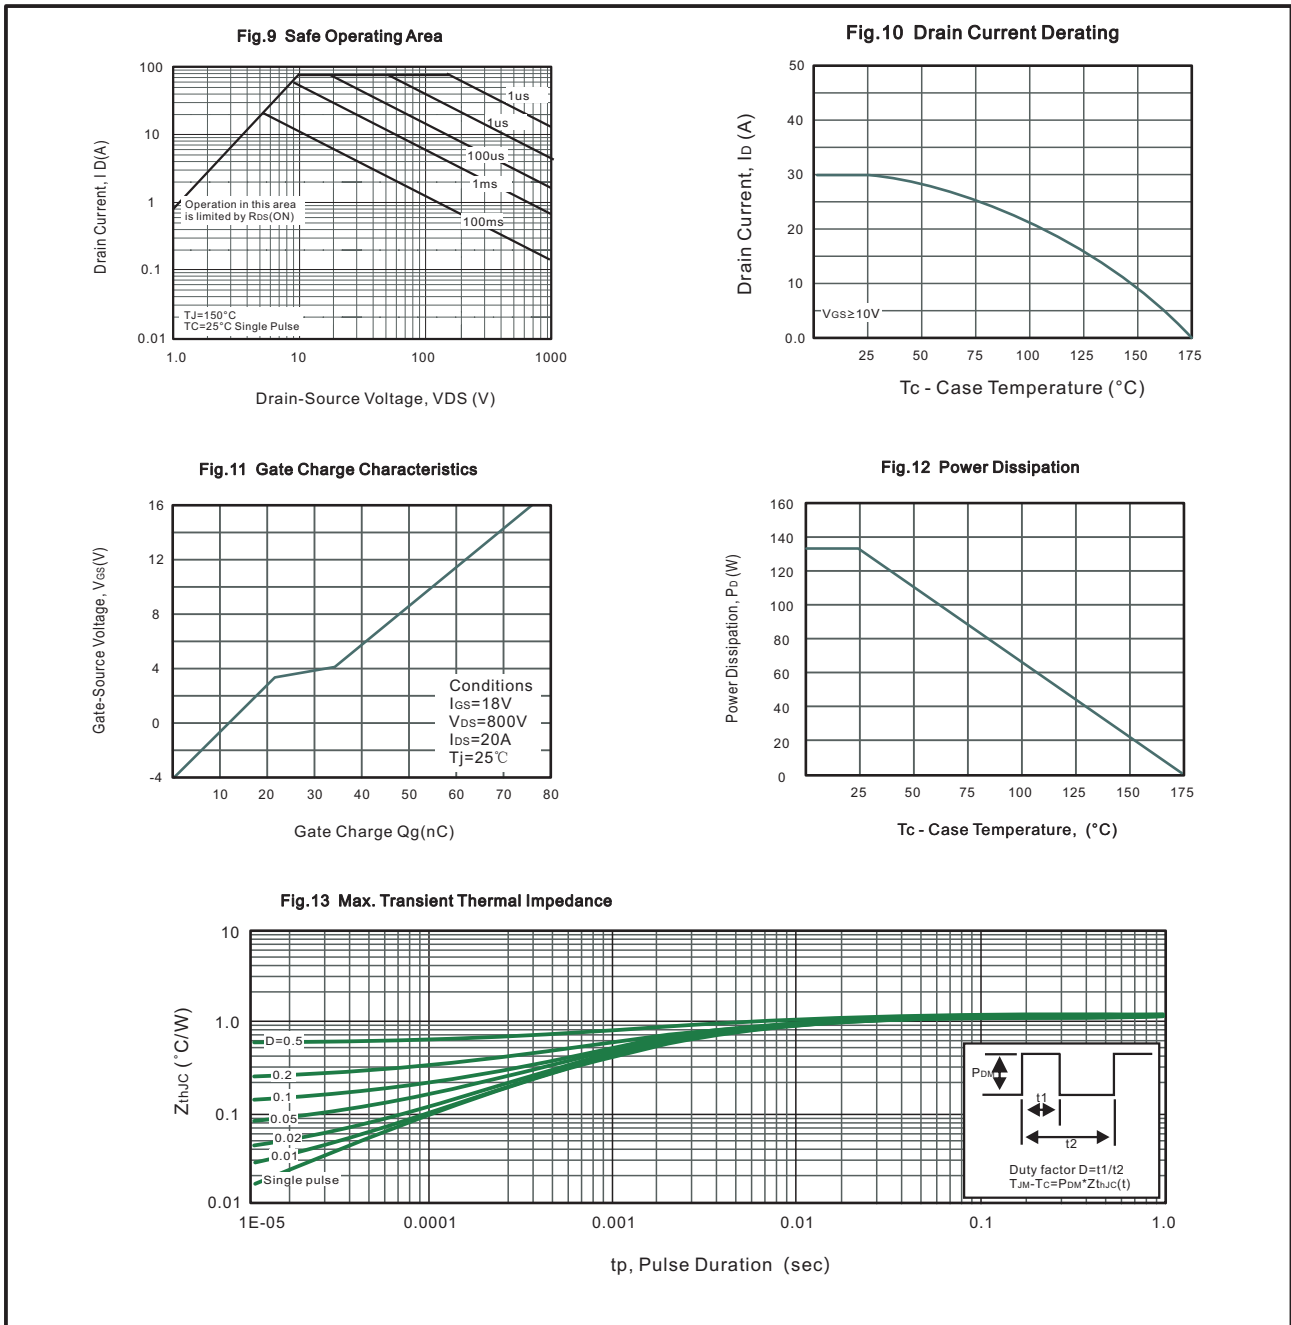 Fig.9 Safe Operating Area
100
10
1
0.1
0.01
1.0
10
100
1000
Drain Current, I D(A)
Drain-Source Voltage, VDS (V)
1us
1us
100us
1ms
100ms
Operation in this area
is limited by RDS(ON)
TJ=150°C
TC=25°C Single Pulse
Fig.10 Drain Current Derating
50
40
30
20
10
0.0
25
50
75
100
125
150
175
Drain Current, ID (A)
Tc - Case Temperature (°C)
VGS≥10V
Fig.11 Gate Charge Characteristics
16
12
8
4
0
-4
10
20
30
40
50
60
70
80
Gate-Source Voltage, VGS(V)
Gate Charge Qg(nC)
Conditions
IGS=18V
VDS=800V
IDS=20A
Tj=25℃
Fig.12 Power Dissipation
160
140
120
100
80
60
40
20
0
25
50
75
100
125
150
175
Power Dissipation, PD (W)
Tc - Case Temperature, (°C)
Fig.13 Max. Transient Thermal Impedance
10
1.0
0.1
0.01
1E-05
0.0001
0.001
0.01
0.1
1.0
ZthJC (°C/W)
tp, Pulse Duration (sec)
D=0.5
0.2
0.1
0.05
0.02
0.01
Single pulse
PDM
t1
t2
Duty factor D=t1/t2
TJM-TC=PDM*ZthJC(t)